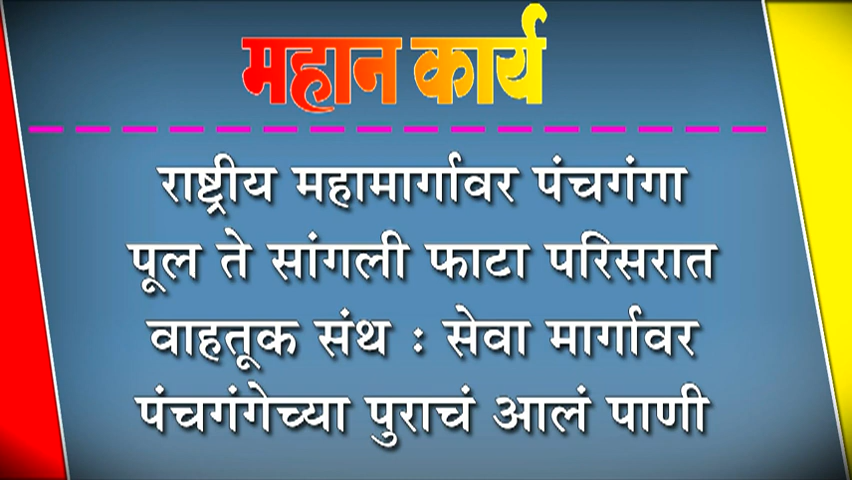 महान कार्य
राष्ट्रीय महामार्गावर पंचगंगा
पूल ते सांगली फाटा परिसरात
वाहतूक संथ : सेवा मार्गावर
पंचगंगेच्या पुराचं आलं पाणी